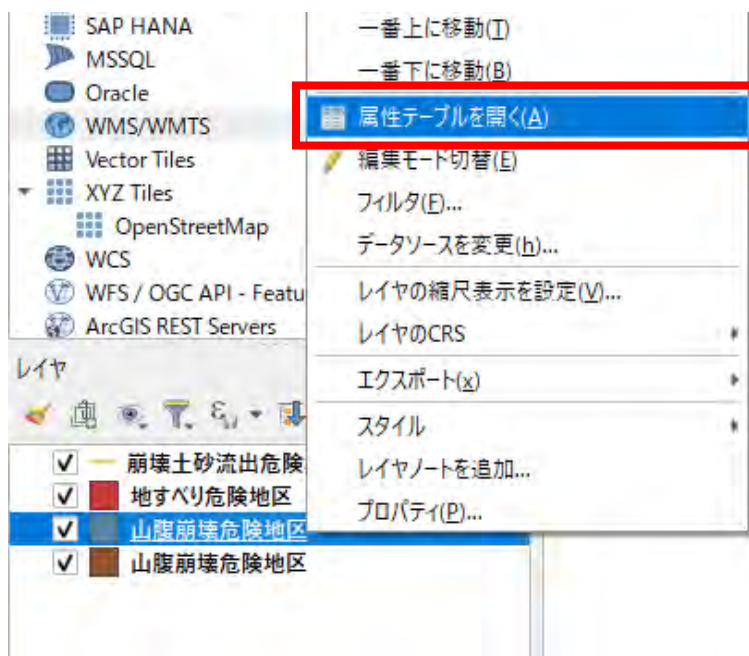 SAP HANA
MSSQL
Oracle
WMS/WMTS
Vector Tiles
XYZ Tiles
OpenStreetMap
WCS
WFS / OGC API - Featu
ArcGIS REST Servers
一番上に移動(T)
一番下に移動(B)
属性テーブルを開く(A)
編集モード切替(E)
フィルタ(F)...
データソースを変更(h)...
レイヤの縮尺表示を設定(V)...
レイヤのCRS
エクスポート(x)
スタイル
レイヤノートを追加...
プロパティ(P)...
レイヤ
崩壊土砂流出危険
地すべり危険地区
山腹崩壊危険地区
山腹崩壊危険地区